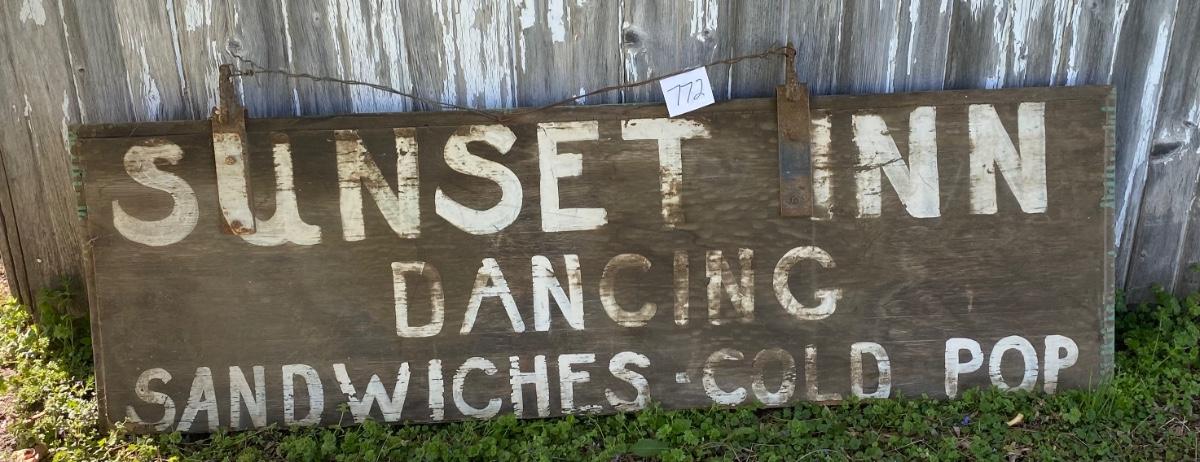 772
SUNSET INN
DANCING
SANDWICHES - COLD POP